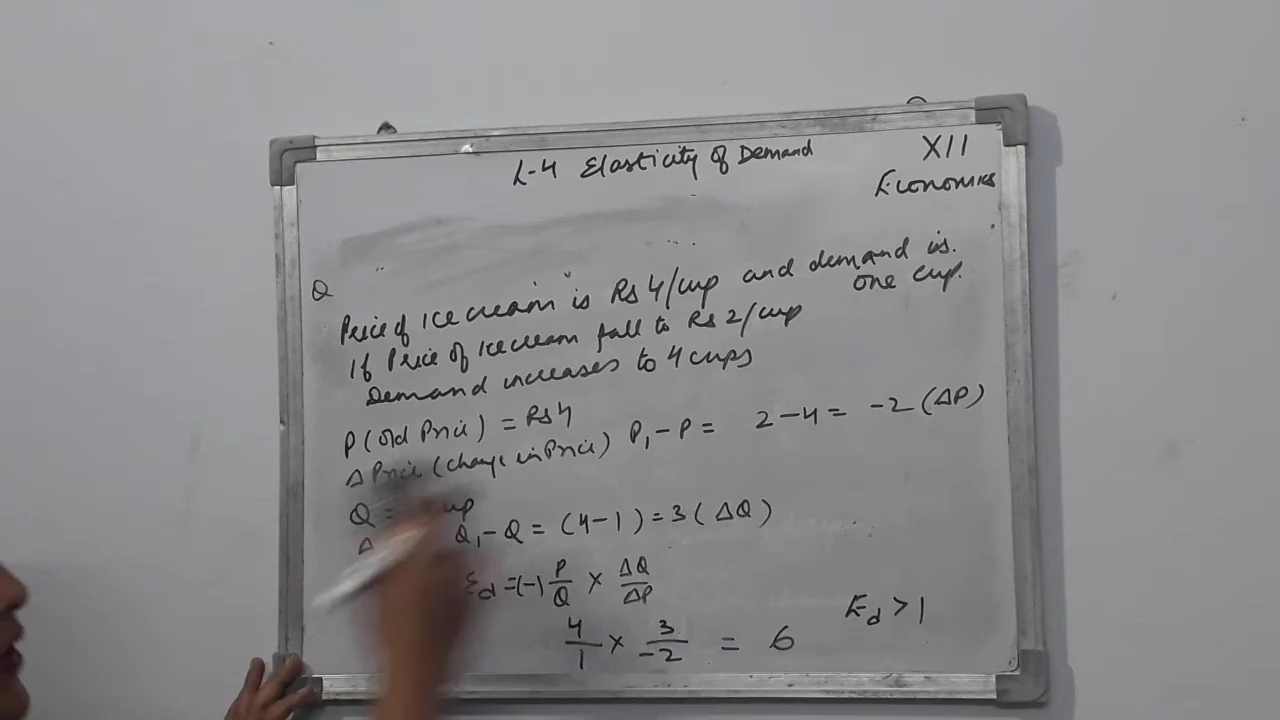 L-4 Elasticity of Demand
XII
Economics
Q
Price of Ice cream is Rs 4/cup and demand is one cup.
If Price of Icecream fall to Rs 2/cup
Demand increases to 4 cups
P (Old Price) = Rs 4
Δ Price (change in Price) P₁ - P = 2 - 4 = -2 (ΔP)
Q = cup
Δ Q₁ - Q = (4 - 1) = 3 (ΔQ)
Ed = (-) P/Q × ΔQ/ΔP
4/1 × 3/-2 = 6
Ed > 1